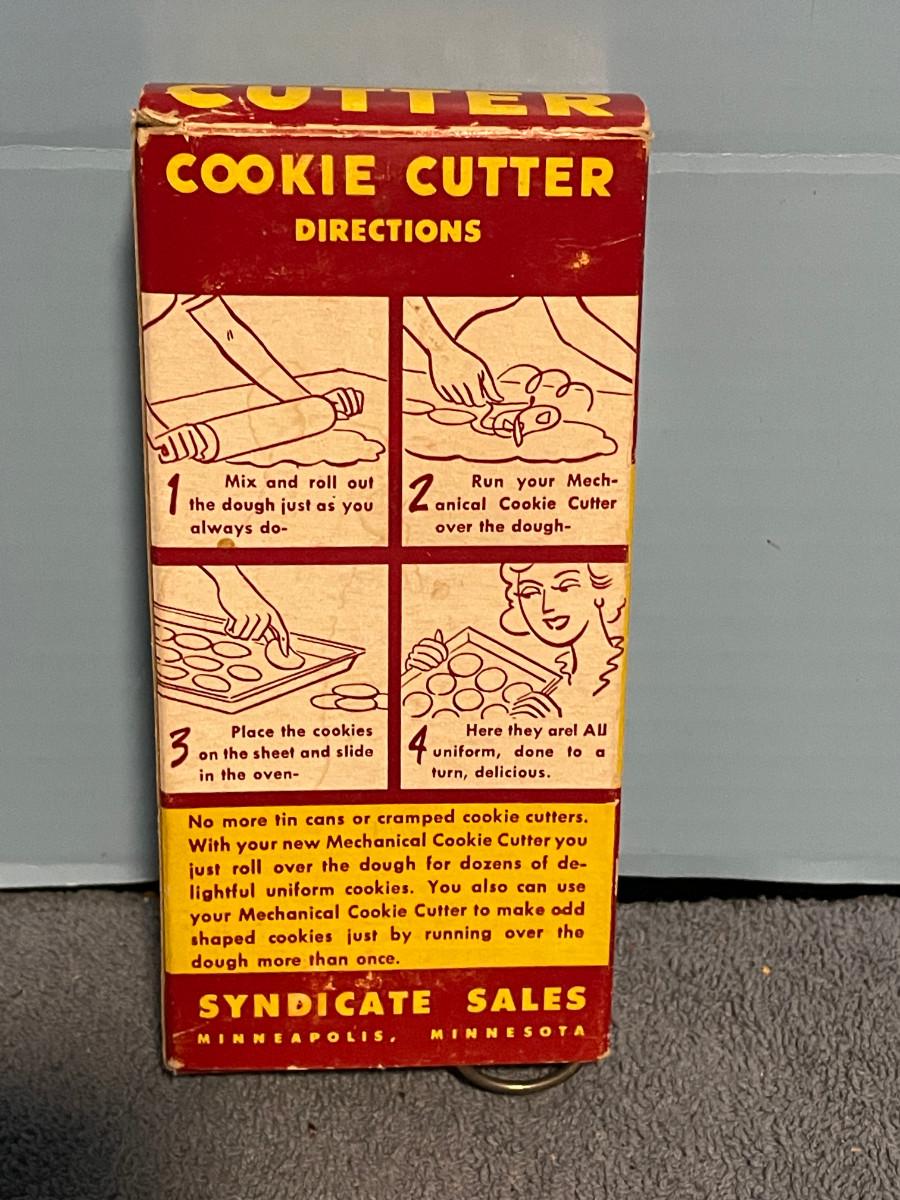 CUTTER
COOKIE CUTTER
DIRECTIONS
1 Mix and roll out
the dough just as you
always do-
2 Run your Mech-
anical Cookie Cutter
over the dough-
3 Place the cookies
on the sheet and slide
in the oven-
4 Here they are! All
uniform, done to a
turn, delicious.
No more tin cans or cramped cookie cutters.
With your new Mechanical Cookie Cutter you
just roll over the dough for dozens of de-
lightful uniform cookies. You also can use
your Mechanical Cookie Cutter to make odd
shaped cookies just by running over the
dough more than once.
SYNDICATE SALES
MINNEAPOLIS, MINNESOTA